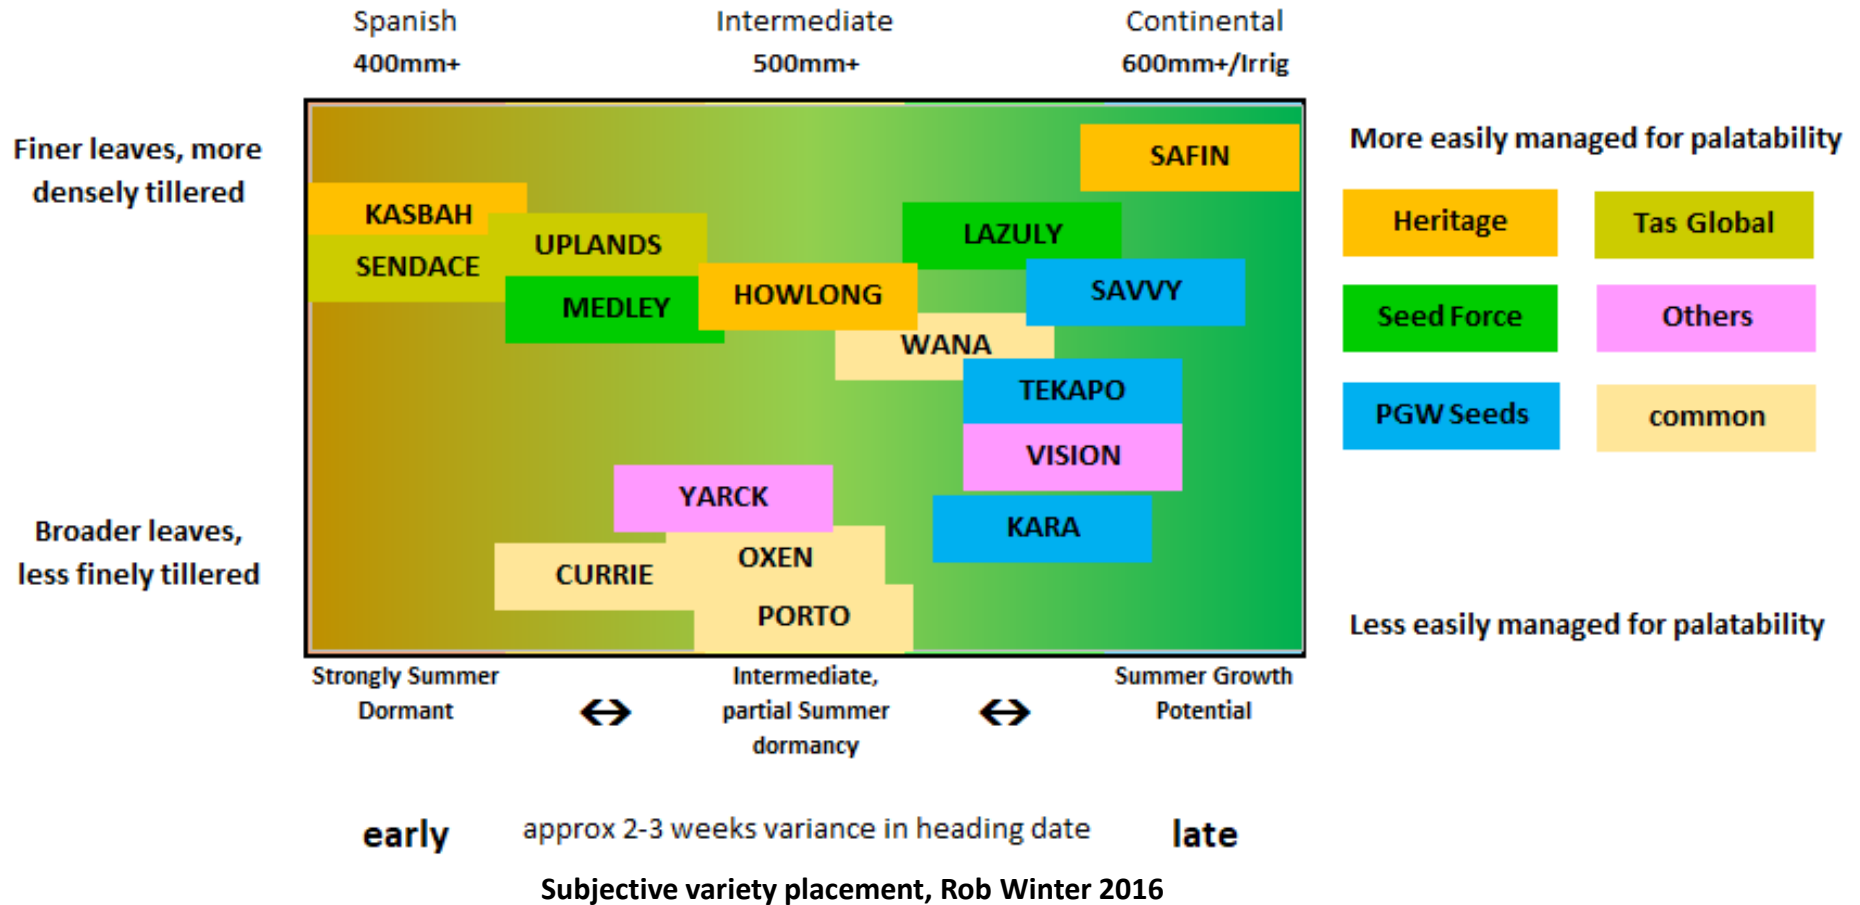 Spanish
400mm+
Intermediate
500mm+
Continental
600mm+/Irrig
Finer leaves, more
densely tillered
Broader leaves,
less finely tillered
SAFIN
KASBAH
SENDACE
UPLANDS
LAZULY
MEDLEY
HOWLONG
SAVVY
WANA
TEKAPO
VISION
YARCK
KARA
OXEN
CURRIE
PORTO
More easily managed for palatability
Heritage
Tas Global
Seed Force
Others
PGW Seeds
common
Less easily managed for palatability
Strongly Summer
Dormant
Intermediate,
partial Summer
dormancy
Summer Growth
Potential
early
approx 2-3 weeks variance in heading date
late
Subjective variety placement, Rob Winter 2016